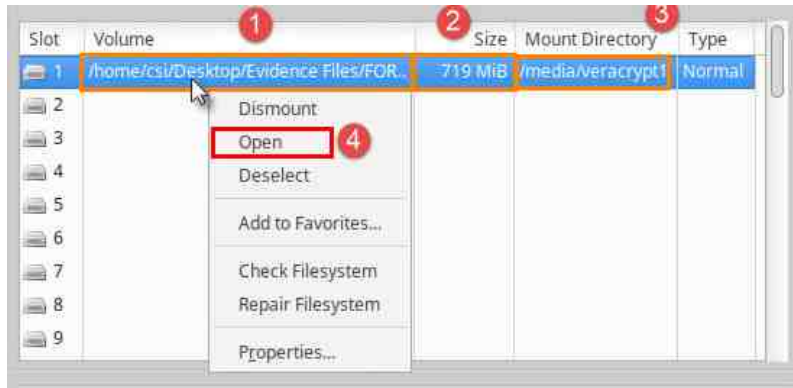 1 2 3
Slot Volume Size Mount Directory Type
1 /home/csi/Desktop/Evidence Files/FOR... 719 MiB /media/veracrypt1 Normal
2 Dismount
3 Open 4
4 Deselect
5
Add to Favorites...
6
7 Check Filesystem
8 Repair Filesystem
9
Properties...